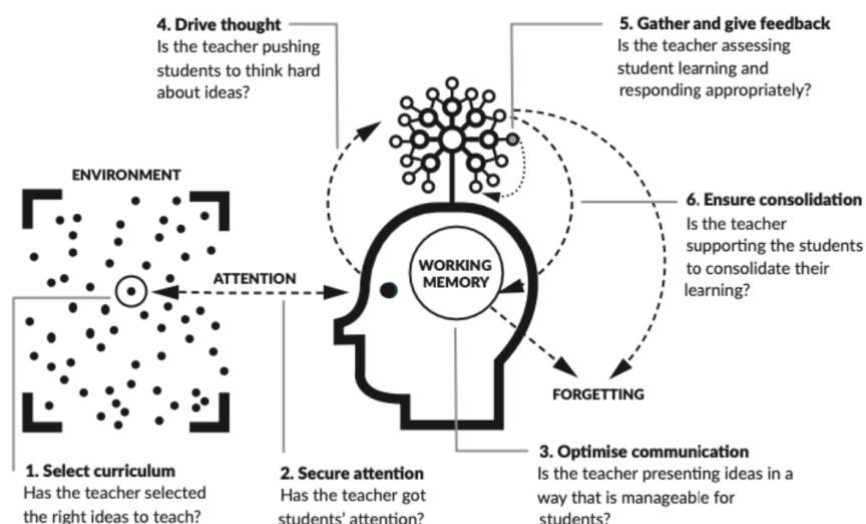 4. Drive thought
Is the teacher pushing
students to think hard
about ideas?
5. Gather and give feedback
Is the teacher assessing
student learning and
responding appropriately?
ENVIRONMENT
6. Ensure consolidation
Is the teacher
supporting the students
to consolidate their
learning?
ATTENTION
WORKING
MEMORY
FORGETTING
1. Select curriculum
Has the teacher selected
the right ideas to teach?
2. Secure attention
Has the teacher got
students' attention?
3. Optimise communication
Is the teacher presenting ideas in a
way that is manageable for
students?